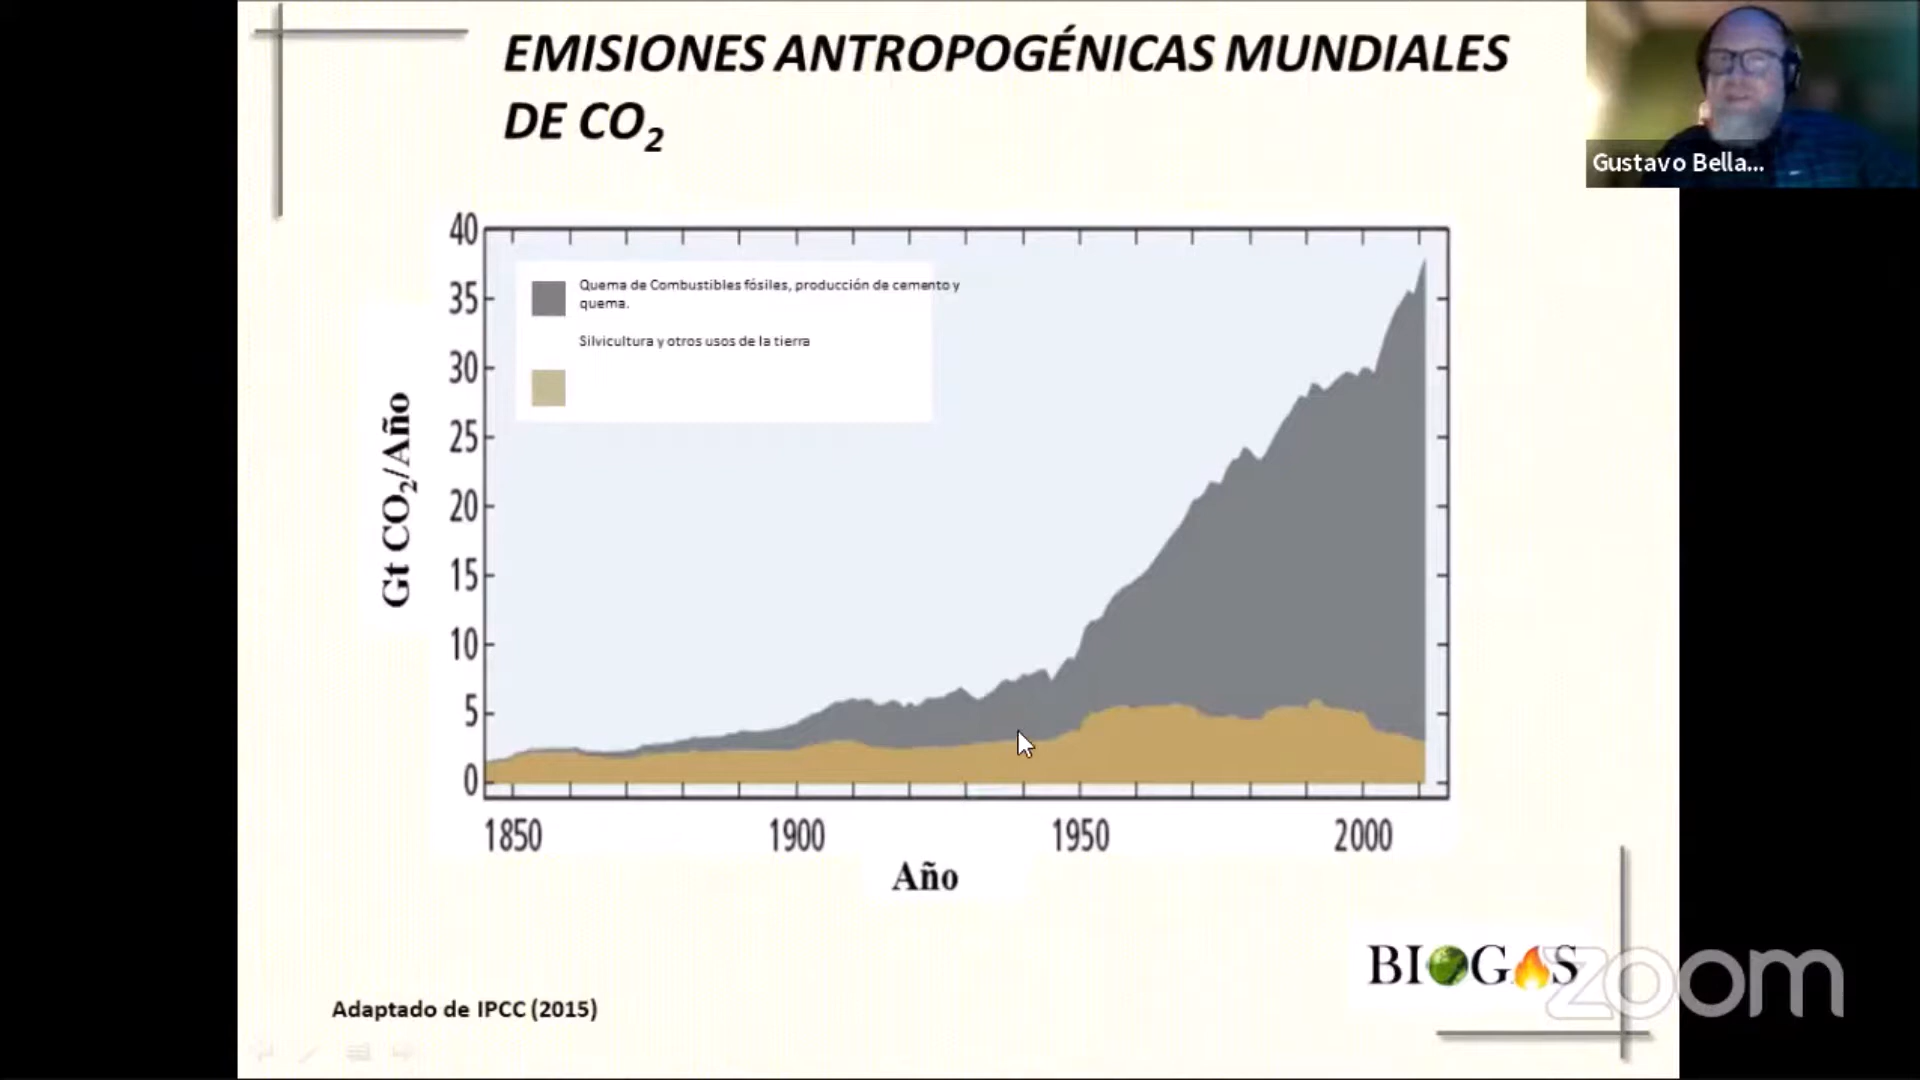 EMISIONES ANTROPOGÉNICAS MUNDIALES
DE CO₂
Gustavo Bella...
40
35
30
25
20
15
10
5
0
Quema de Combustibles fósiles, producción de cemento y
quema.
Silvicultura y otros usos de la tierra
Gt CO₂/Año
1850 1900 1950 2000
Año
BIOGAS
zoom
Adaptado de IPCC (2015)